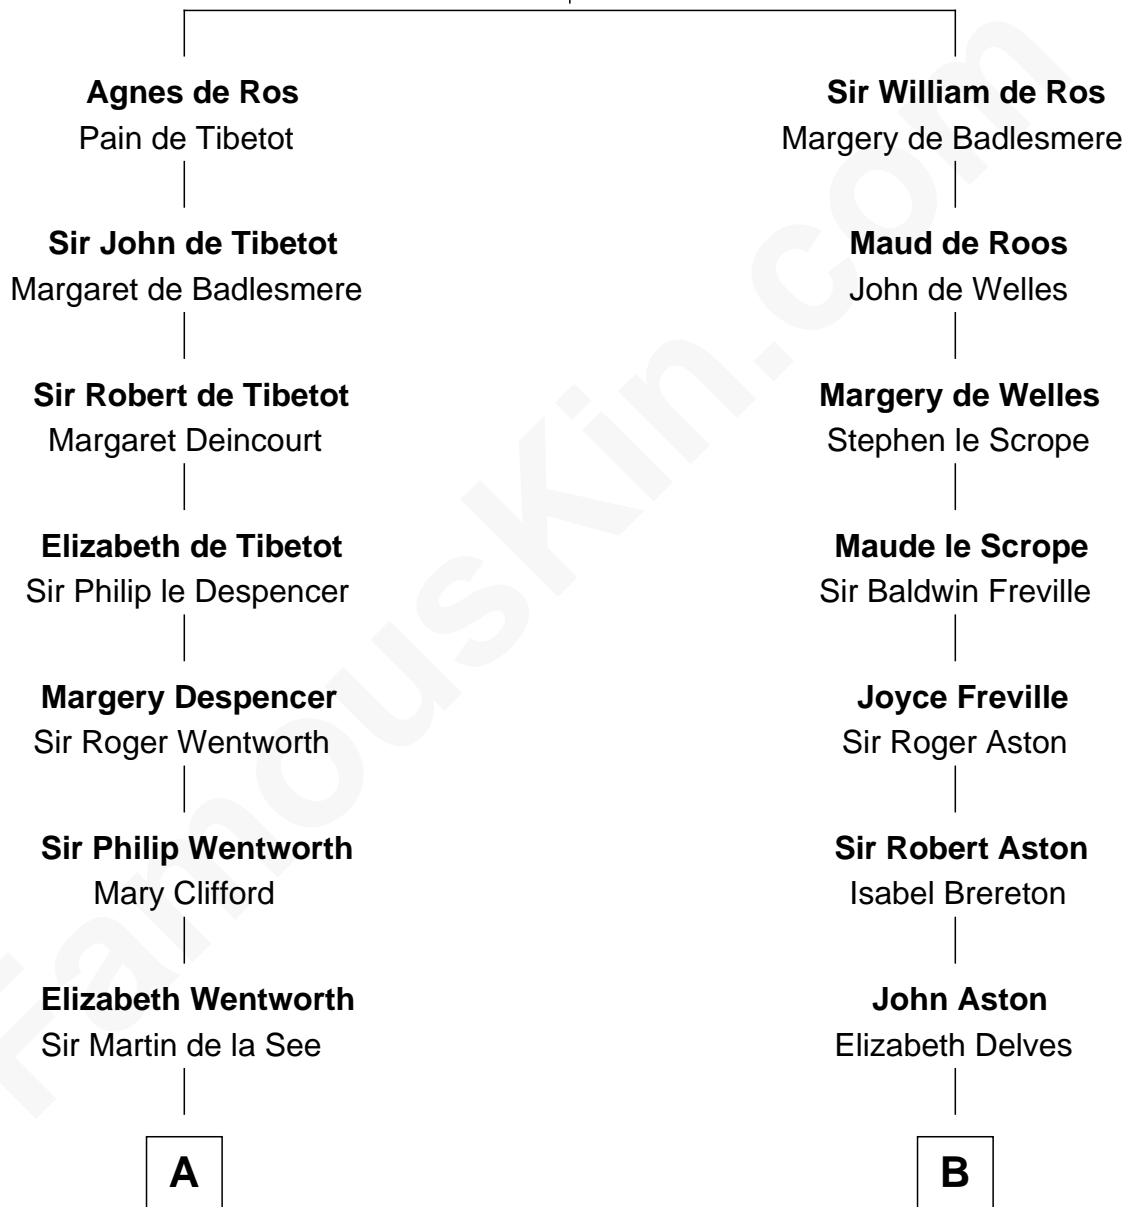 Agnes de Ros
Pain de Tibetot
Sir William de Ros
Margery de Badlesmere
Sir John de Tibetot
Margaret de Badlesmere
Maud de Roos
John de Welles
Sir Robert de Tibetot
Margaret Deincourt
Margery de Welles
Stephen le Scrope
Elizabeth de Tibetot
Sir Philip le Despencer
Maude le Scrope
Sir Baldwin Freville
Margery Despencer
Sir Roger Wentworth
Joyce Freville
Sir Roger Aston
Sir Philip Wentworth
Mary Clifford
Sir Robert Aston
Isabel Brereton
Elizabeth Wentworth
Sir Martin de la See
John Aston
Elizabeth Delves
A
B
FamousKin.com